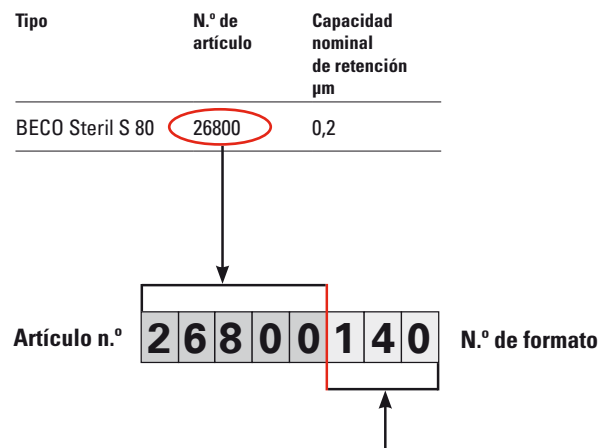 Tipo N.º de artículo Capacidad nominal de retención µm
BECO Steril S 80 26800 0,2
Artículo n.º 26800140 N.º de formato